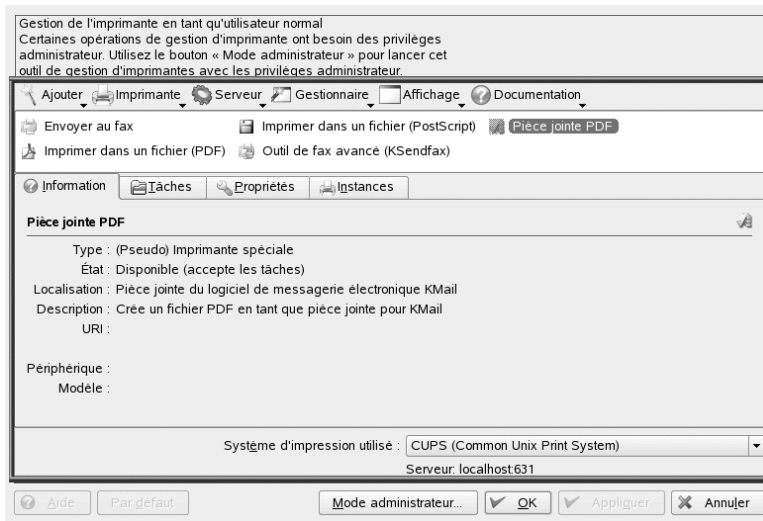 Gestion de l'imprimante en tant qu'utilisateur normal
Certaines opérations de gestion d'imprimante ont besoin des privilèges
administrateur. Utilisez le bouton « Mode administrateur » pour lancer cet
outil de gestion d'imprimantes avec les privilèges administrateur.
Ajouter Imprimante Serveur Gestionnaire Affichage Documentation
Envoyer au fax Imprimer dans un fichier (PostScript) Pièce jointe PDF
Imprimer dans un fichier (PDF) Outil de fax avancé (KSendfax)
Information Tâches Propriétés Instances
Pièce jointe PDF
Type : (Pseudo) Imprimante spéciale
État : Disponible (accepte les tâches)
Localisation : Pièce jointe du logiciel de messagerie électronique KMail
Description : Crée un fichier PDF en tant que pièce jointe pour KMail
URI :
Périphérique :
Modèle :
Système d'impression utilisé : CUPS (Common Unix Print System)
Serveur: localhost:631
Aide Par défaut Mode administrateur... OK Appliquer Annuler